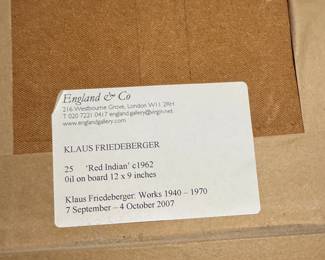 England & Co
216 Westbourne Grove, London W11 2RH
T 020 7221 0417 england.gallery@virgin.net
www.englandgallery.com
KLAUS FRIEDEBERGER
25 'Red Indian' c1962
Oil on board 12 x 9 inches
Klaus Friedeberger: Works 1940 – 1970
7 September – 4 October 2007